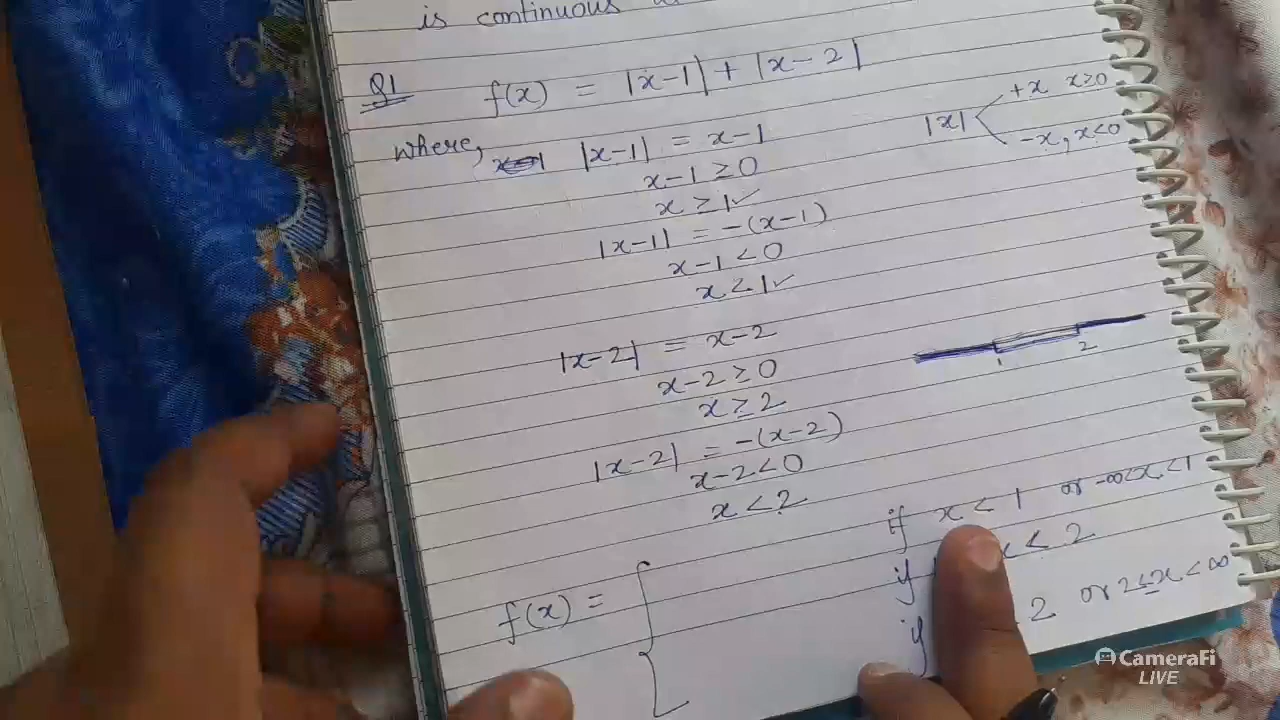 is continuous
Q1 f(x) = |x-1| + |x-2|
|x| +x x≥0
-x, x<0
where, |x-1| = x-1
x-1≥0
x≥1✓
|x-1| = -(x-1)
x-1<0
x<1✓
|x-2| = x-2
x-2≥0
x≥2
|x-2| = -(x-2)
x-2<0
x<2
1 2
f(x) = {
if x<1 or -∞<x<1
if x<2
if 2 or 2≤x<∞
CameraFi
LIVE